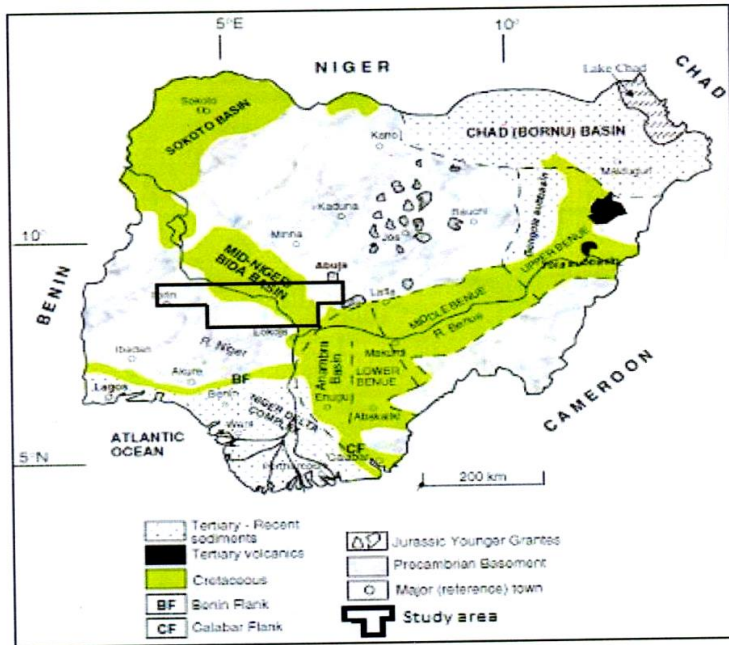 5°E
10°
NIGER
CHAD
Lake Chad
Sokoto
SOKOTO BASIN
Kano
CHAD (BORNU) BASIN
Maiduguri
Kaduna
Bauchi
Gongola subbasin
Minna
Jos
10°
UPPER BENUE
MID-NIGER/
BIDA BASIN
Abuja
BENIN
Lafia
MIDDLE BENUE
R. Benue
Lokoja
R. Niger
Ibadan
Makurdi
Akure
Anambra
Basin
LOWER
BENUE
CAMEROON
Lagos
BF
Benin
Enugu
Abakaliki
NIGER DELTA
COMPLEX
Warri
ATLANTIC
OCEAN
CF
Calabar
5°N
200 km
Tertiary - Recent
sediments
Tertiary volcanics
Cretaceous
BF Benin Flank
CF Calabar Flank
Jurassic Younger Grantes
Precambrian Basement
Major (reference) town
Study area